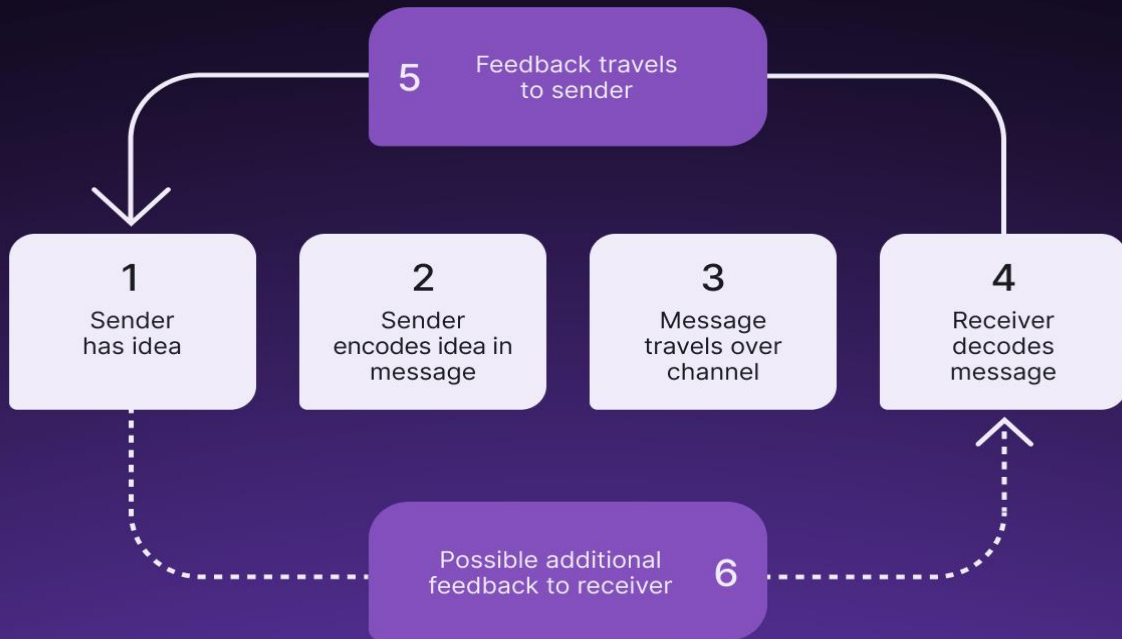 5
Feedback travels
to sender
1
Sender
has idea
2
Sender
encodes idea in
message
3
Message
travels over
channel
4
Receiver
decodes
message
Possible additional
feedback to receiver
6